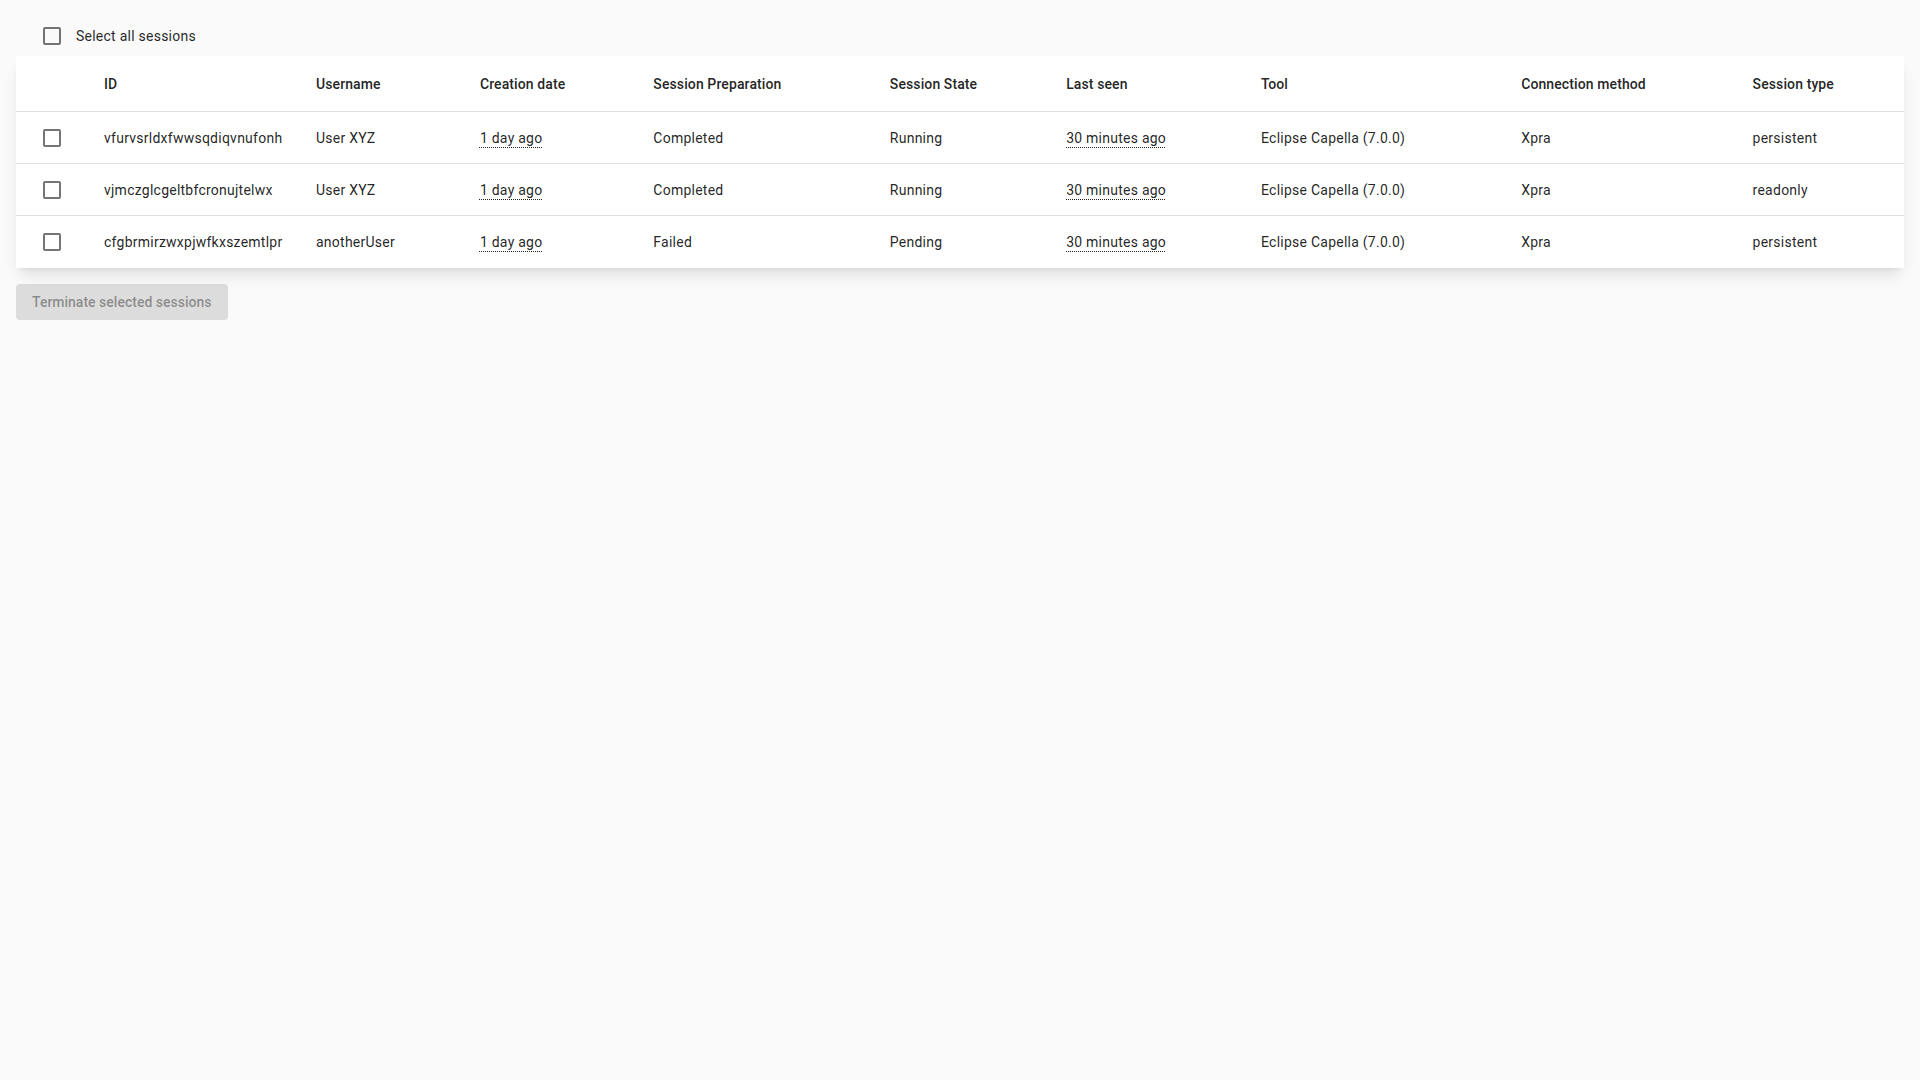 Select all sessions
ID Username Creation date Session Preparation Session State Last seen Tool Connection method Session type
vfurvsrldxfwwsqdiqvnufonh User XYZ 1 day ago Completed Running 30 minutes ago Eclipse Capella (7.0.0) Xpra persistent
vjmczglcgeltbfcronujtelwx User XYZ 1 day ago Completed Running 30 minutes ago Eclipse Capella (7.0.0) Xpra readonly
cfgbrmirzwxpjwfkxszemtlpr anotherUser 1 day ago Failed Pending 30 minutes ago Eclipse Capella (7.0.0) Xpra persistent
Terminate selected sessions